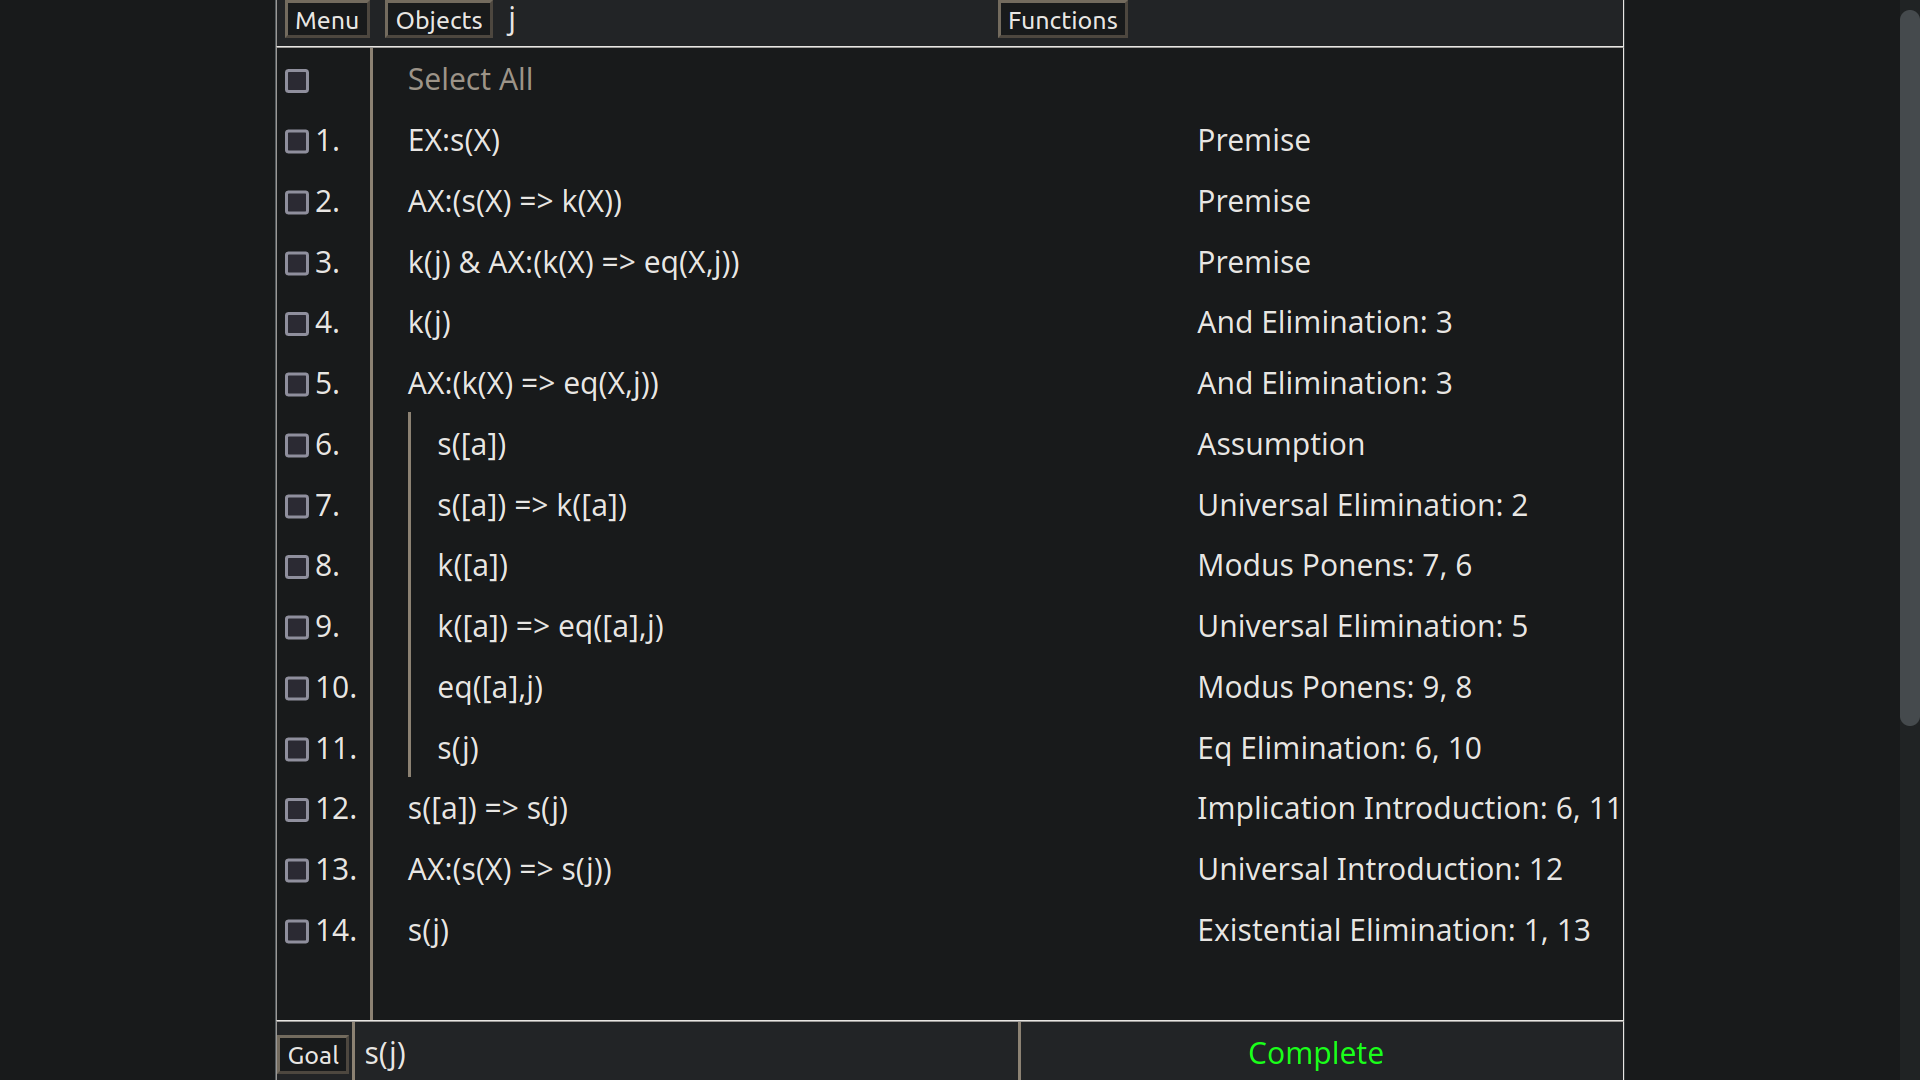 Menu Objects j Functions
Select All
1. EX:s(X) Premise
2. AX:(s(X) => k(X)) Premise
3. k(j) & AX:(k(X) => eq(X,j)) Premise
4. k(j) And Elimination: 3
5. AX:(k(X) => eq(X,j)) And Elimination: 3
6. s([a]) Assumption
7. s([a]) => k([a]) Universal Elimination: 2
8. k([a]) Modus Ponens: 7, 6
9. k([a]) => eq([a],j) Universal Elimination: 5
10. eq([a],j) Modus Ponens: 9, 8
11. s(j) Eq Elimination: 6, 10
12. s([a]) => s(j) Implication Introduction: 6, 11
13. AX:(s(X) => s(j)) Universal Introduction: 12
14. s(j) Existential Elimination: 1, 13
Goal s(j) Complete